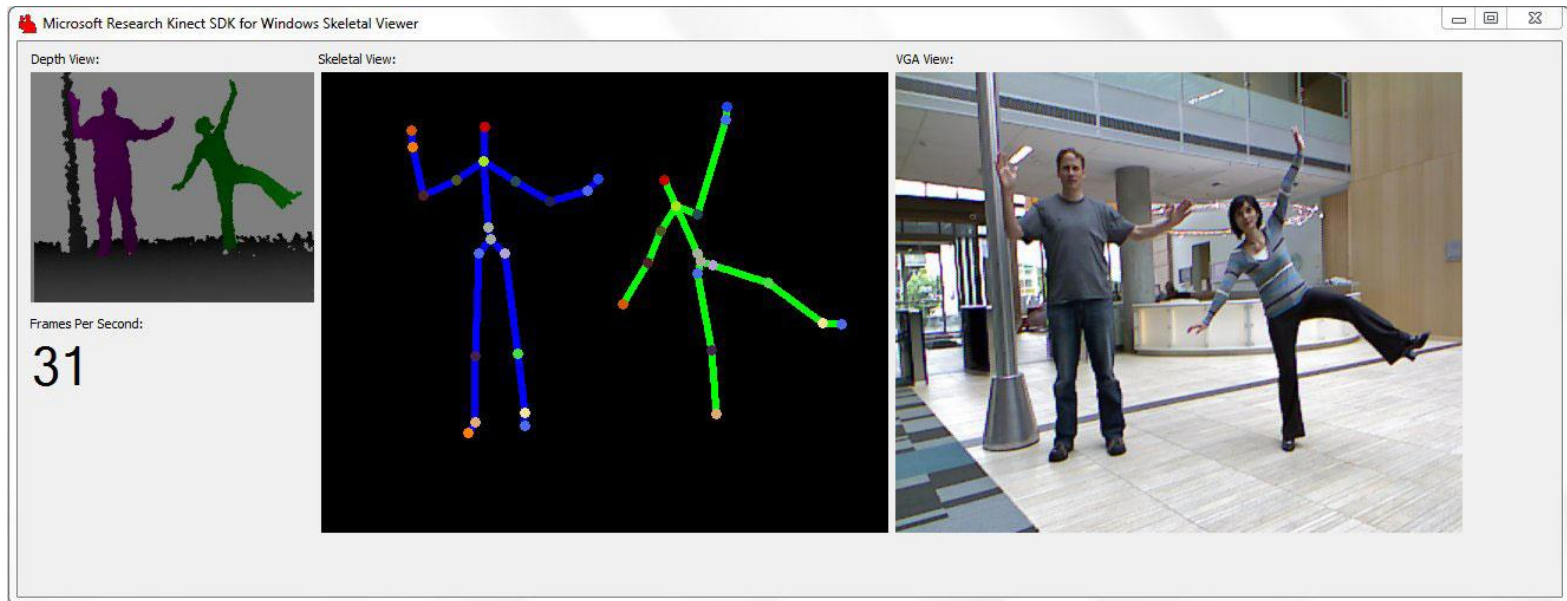 Microsoft Research Kinect SDK for Windows Skeletal Viewer
Depth View:
Skeletal View:
VGA View:
Frames Per Second:
31